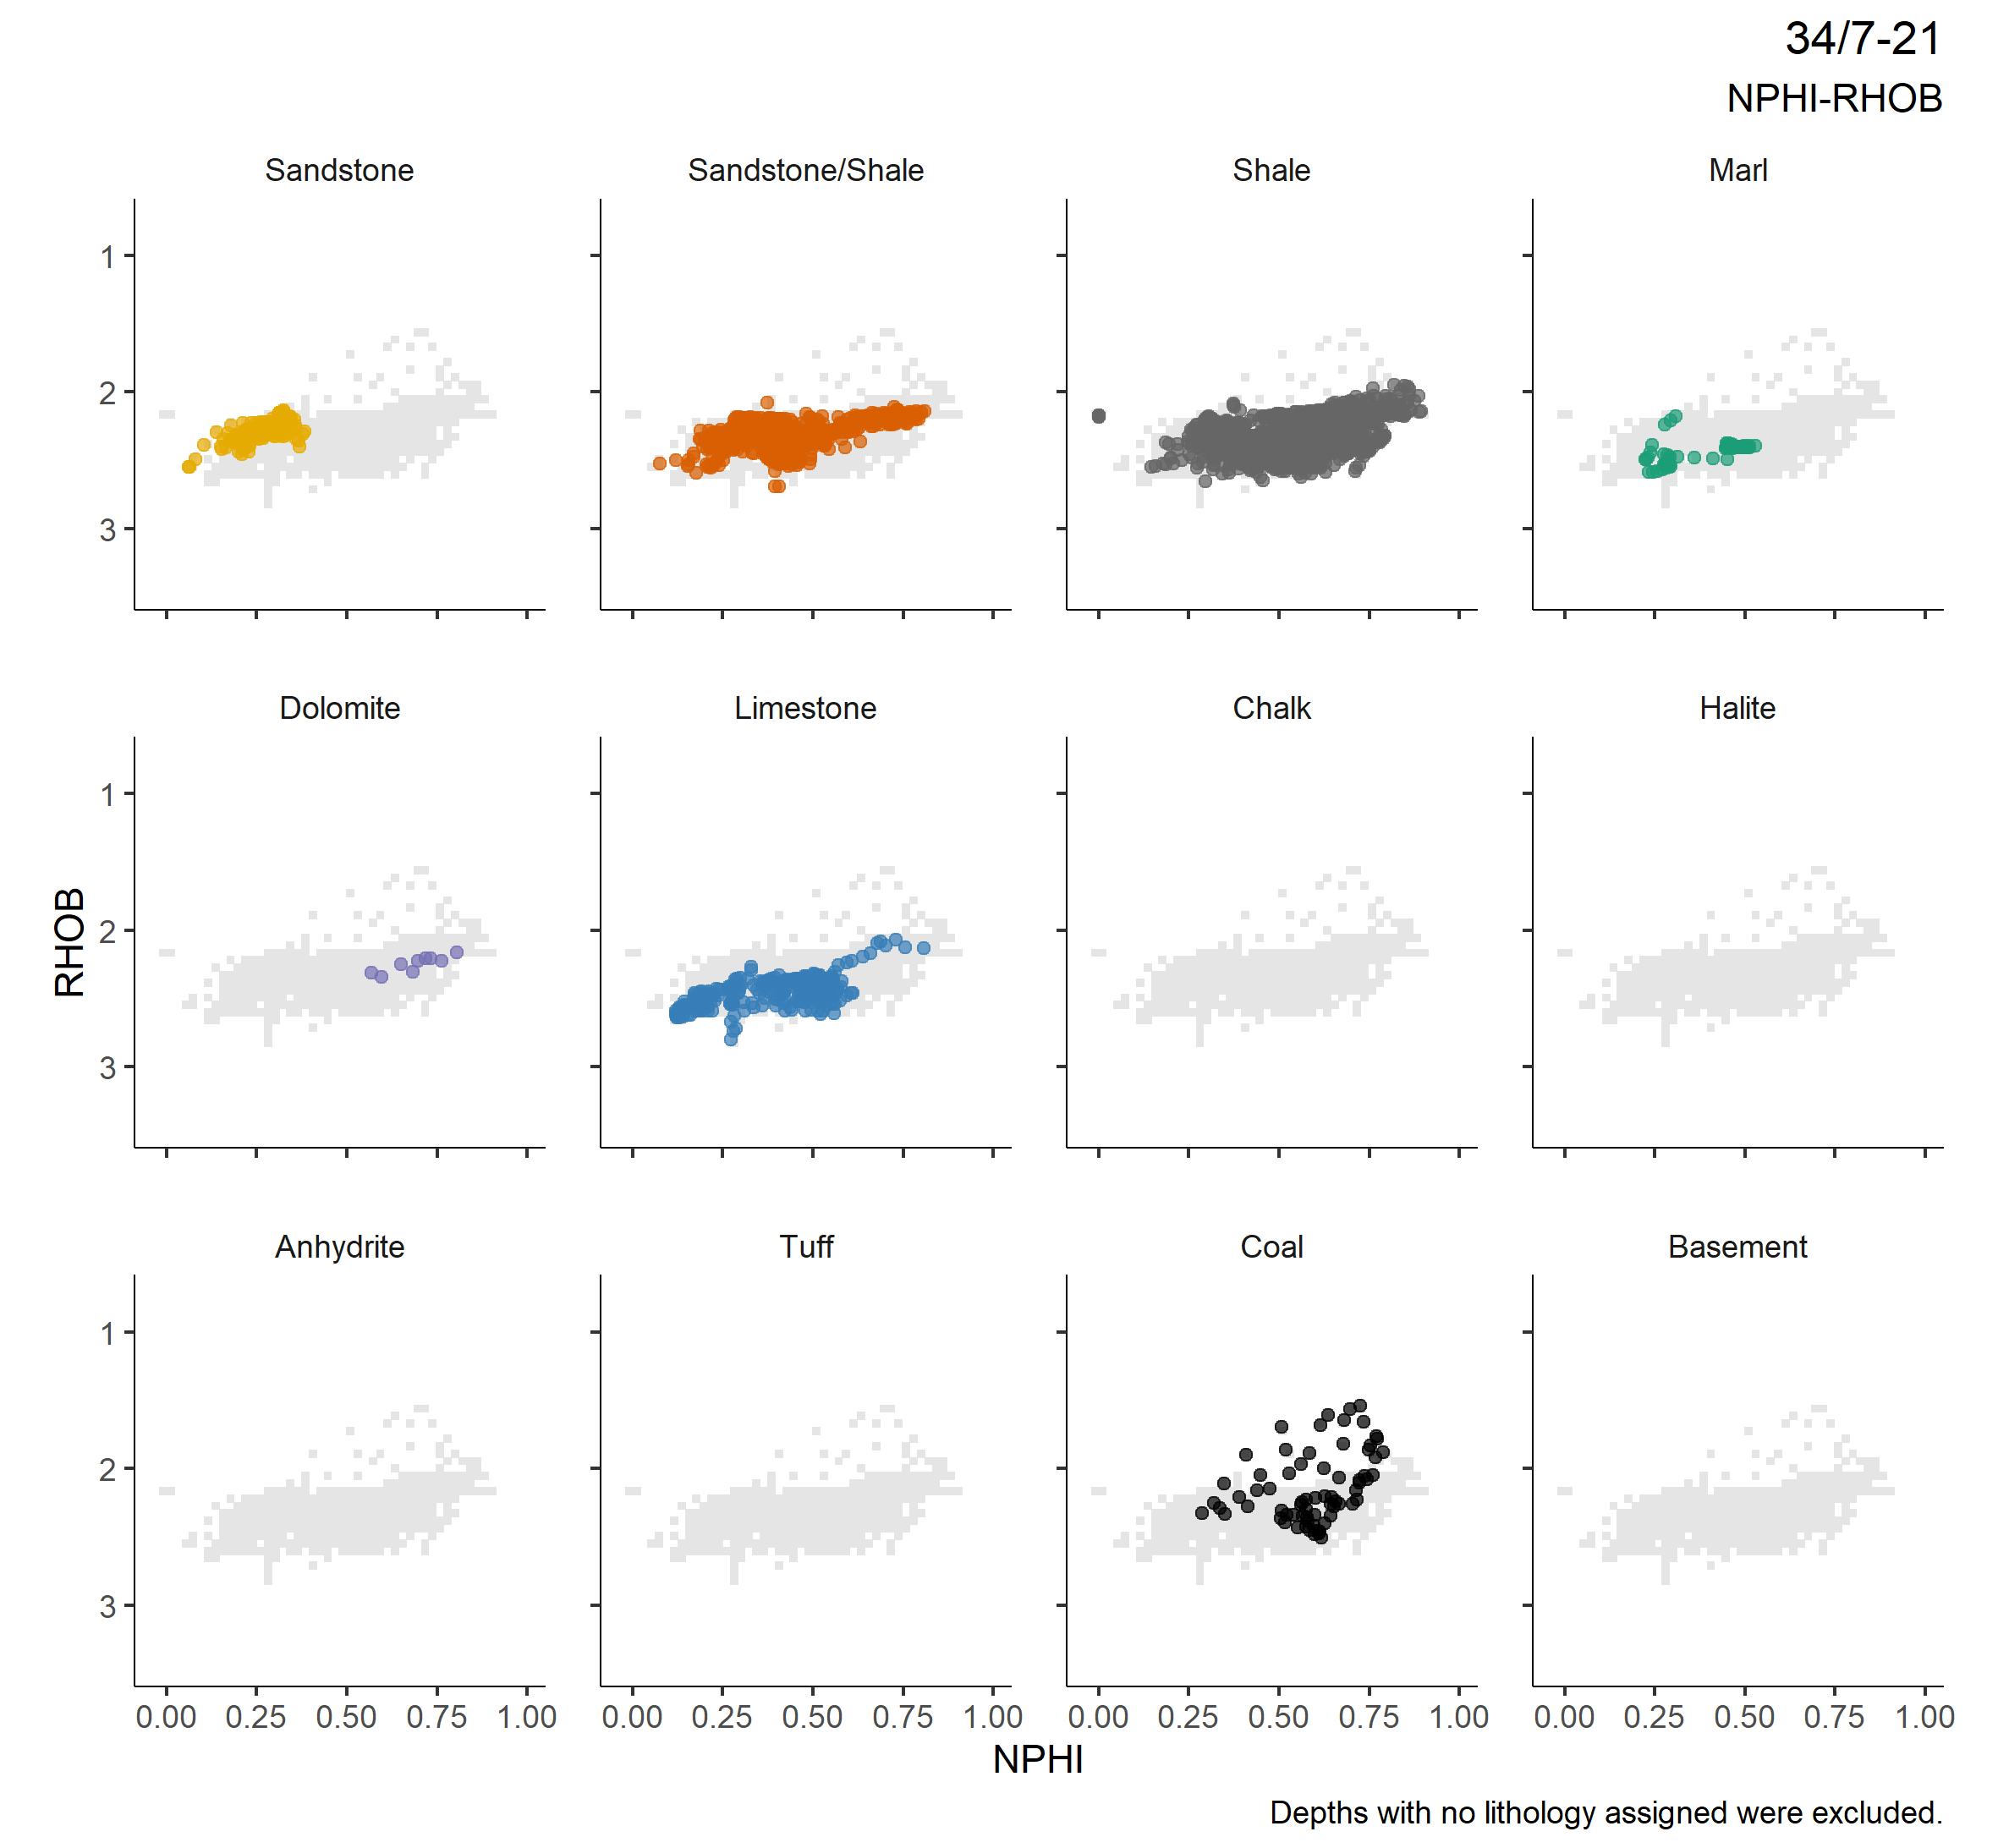 34/7-21
NPHI-RHOB
Sandstone Sandstone/Shale Shale Marl
1
2
3
Dolomite Limestone Chalk Halite
1
2
3
RHOB
Anhydrite Tuff Coal Basement
1
2
3
0.00 0.25 0.50 0.75 1.00 0.00 0.25 0.50 0.75 1.00 0.00 0.25 0.50 0.75 1.00 0.00 0.25 0.50 0.75 1.00
NPHI
Depths with no lithology assigned were excluded.